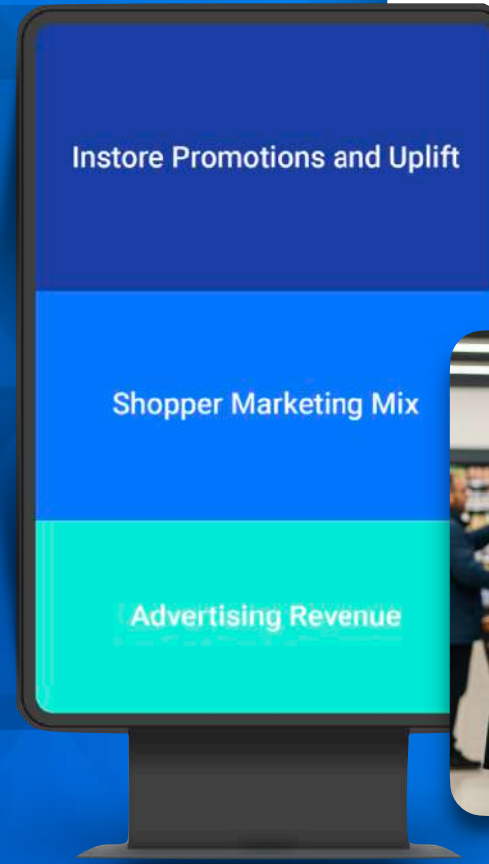 Instore Promotions and Uplift
Shopper Marketing Mix
Advertising Revenue